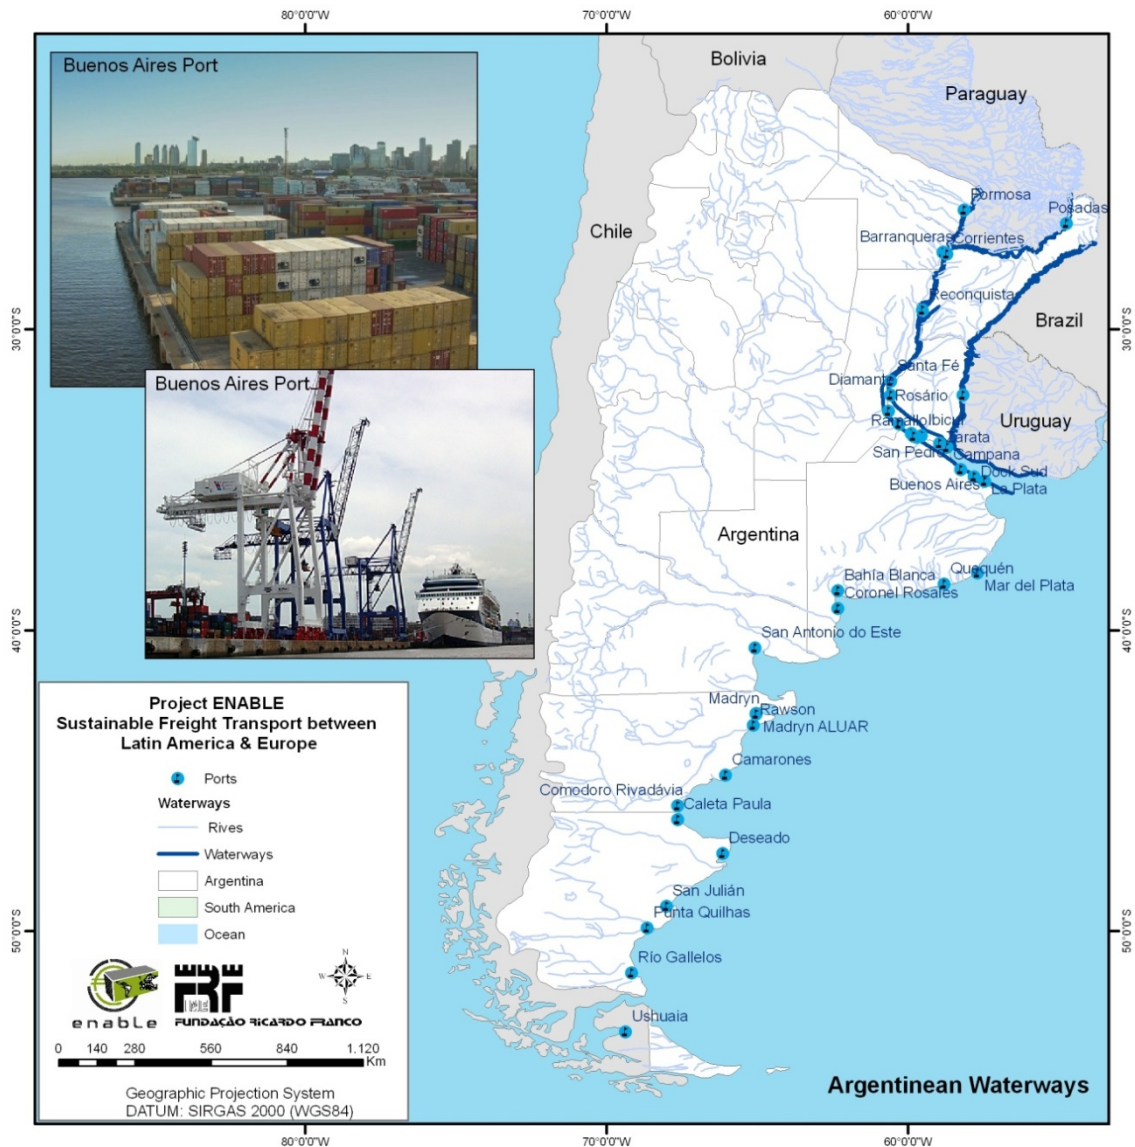 80°0'0"W
70°0'0"W
60°0'0"W
Buenos Aires Port
Buenos Aires Port
Bolivia
Paraguay
Chile
Brazil
Uruguay
Argentina
Formosa
Posadas
Barranqueras
Corrientes
Reconquista
Santa Fé
Diamante
Rosário
Ramallo
Ibicuí
San Pedro
Zarata
Campana
Dock Sud
Buenos Aires
La Plata
Quequén
Mar del Plata
Bahía Blanca
Coronel Rosales
San Antonio do Este
Madryn
Rawson
Madryn ALUAR
Camarones
Comodoro Rivadávia
Caleta Paula
Deseado
San Julián
Punta Quilhas
Río Gallelos
Ushuaia
30°0'0"S
30°0'0"S
40°0'0"S
40°0'0"S
50°0'0"S
50°0'0"S
Project ENABLE
Sustainable Freight Transport between
Latin America & Europe
Ports
Waterways
Rives
Waterways
Argentina
South America
Ocean
N
W E
S
enable
FRF
FUNDAÇÃO RICARDO FRANCO
0 140 280 560 840 1.120
Km
Geographic Projection System
DATUM: SIRGAS 2000 (WGS84)
Argentinean Waterways
80°0'0"W
70°0'0"W
60°0'0"W